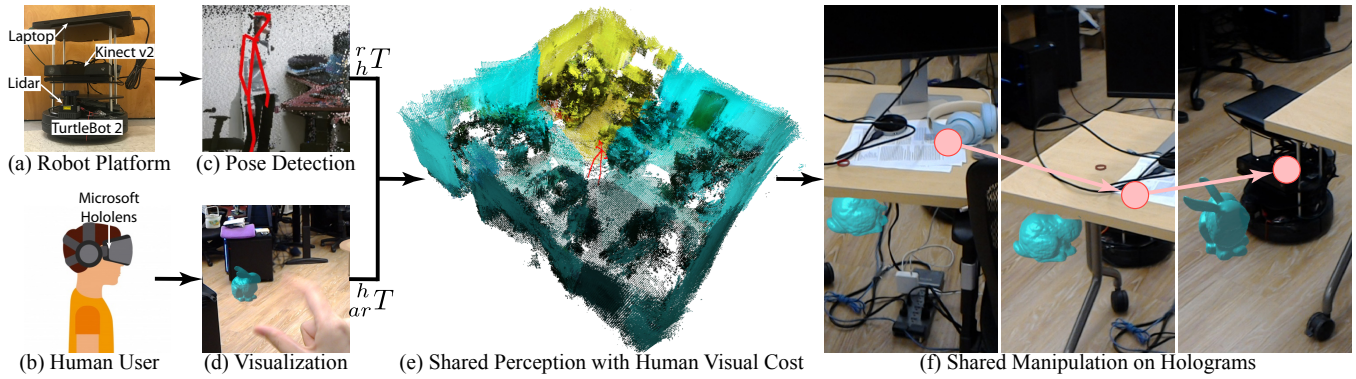 Laptop
Kinect v2
Lidar
TurtleBot 2
(a) Robot Platform
(c) Pose Detection
r
h T
Microsoft
Hololens
h
ar T
(b) Human User
(d) Visualization
(e) Shared Perception with Human Visual Cost
(f) Shared Manipulation on Holograms